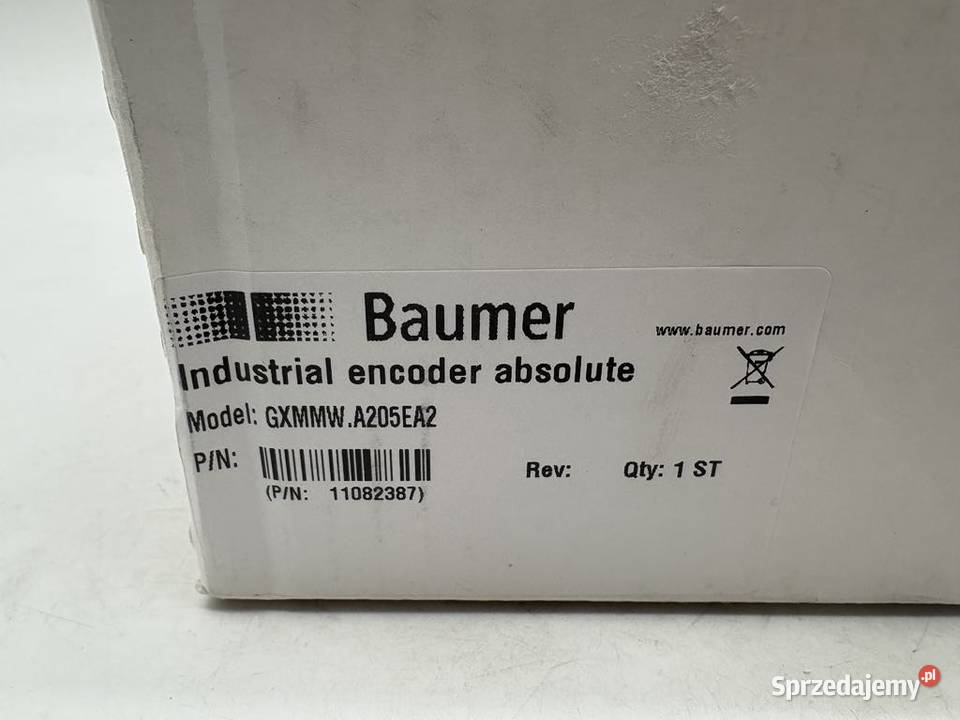 Baumer
www.baumer.com
Industrial encoder absolute
Model: GXMMW.A205EA2
P/N:
Rev: Qty: 1 ST
(P/N: 11082387)
Sprzedajemy.pl